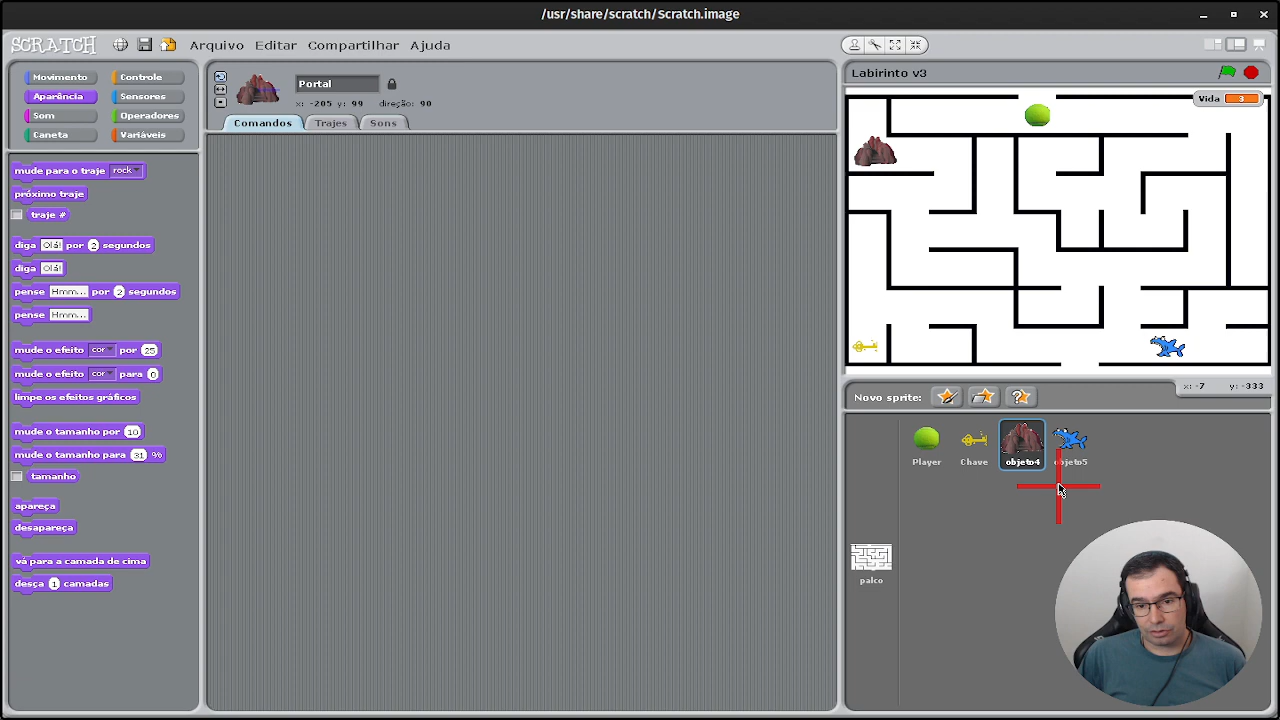 /usr/share/scratch/Scratch.image
SCRATCH Arquivo Editar Compartilhar Ajuda
Movimento Controle
Aparência Sensores
Som Operadores
Caneta Variáveis
mude para o traje rock
próximo traje
traje #
diga Olá! por 2 segundos
diga Olá!
pense Hmm... por 2 segundos
pense Hmm...
mude o efeito cor por 25
mude o efeito cor para 0
limpe os efeitos gráficos
mude o tamanho por 10
mude o tamanho para 31 %
tamanho
apareça
desapareça
vá para a camada de cima
desça 1 camadas
Portal
x: -205 y: 99 direção: 90
Comandos Trajes Sons
Labirinto v3
Vida 3
x: -7 y: -333
Novo sprite:
Player Chave objeto4 objeto5
palco